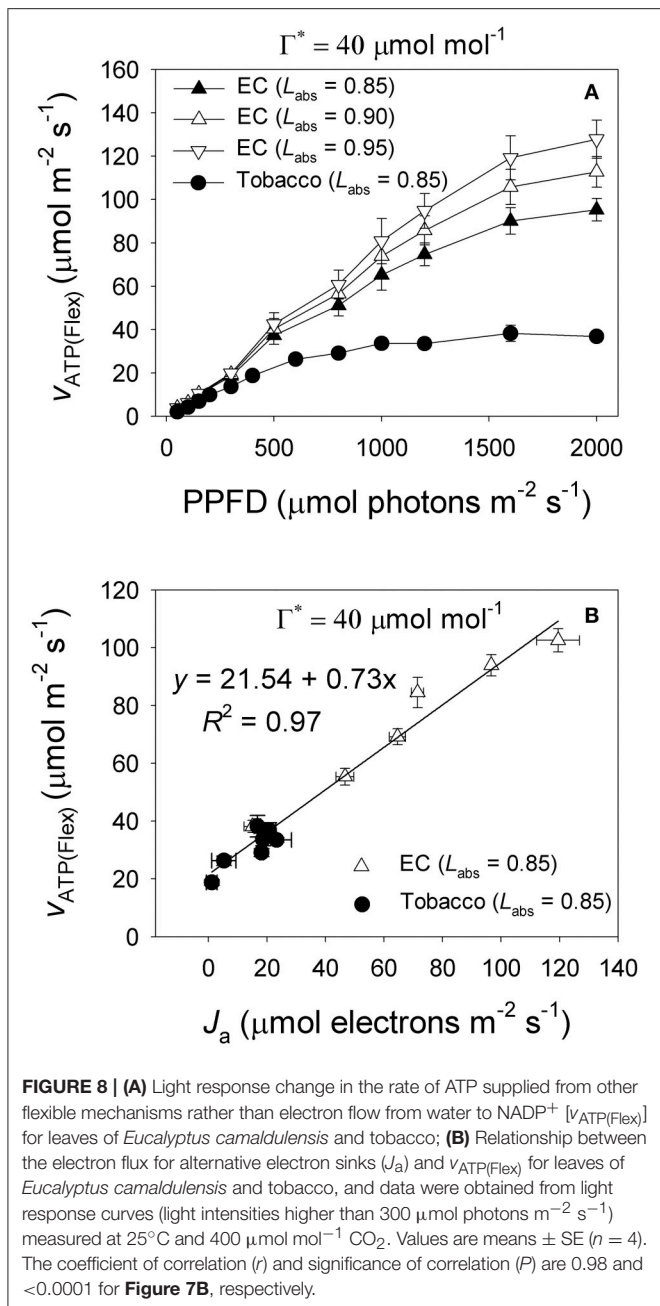 Γ* = 40 μmol mol⁻¹
A
EC (Labs = 0.85)
EC (Labs = 0.90)
EC (Labs = 0.95)
Tobacco (Labs = 0.85)
160
140
120
100
80
60
40
20
0
vATP(Flex) (μmol m⁻² s⁻¹)
0 500 1000 1500 2000
PPFD (μmol photons m⁻² s⁻¹)
Γ* = 40 μmol mol⁻¹
B
y = 21.54 + 0.73x
R² = 0.97
EC (Labs = 0.85)
Tobacco (Labs = 0.85)
120
100
80
60
40
20
0
vATP(Flex) (μmol m⁻² s⁻¹)
0 20 40 60 80 100 120 140
Ja (μmol electrons m⁻² s⁻¹)
FIGURE 8 | (A) Light response change in the rate of ATP supplied from other
flexible mechanisms rather than electron flow from water to NADP⁺ [vATP(Flex)]
for leaves of Eucalyptus camaldulensis and tobacco; (B) Relationship between
the electron flux for alternative electron sinks (Ja) and vATP(Flex) for leaves of
Eucalyptus camaldulensis and tobacco, and data were obtained from light
response curves (light intensities higher than 300 μmol photons m⁻² s⁻¹)
measured at 25°C and 400 μmol mol⁻¹ CO₂. Values are means ± SE (n = 4).
The coefficient of correlation (r) and significance of correlation (P) are 0.98 and
<0.0001 for Figure 7B, respectively.